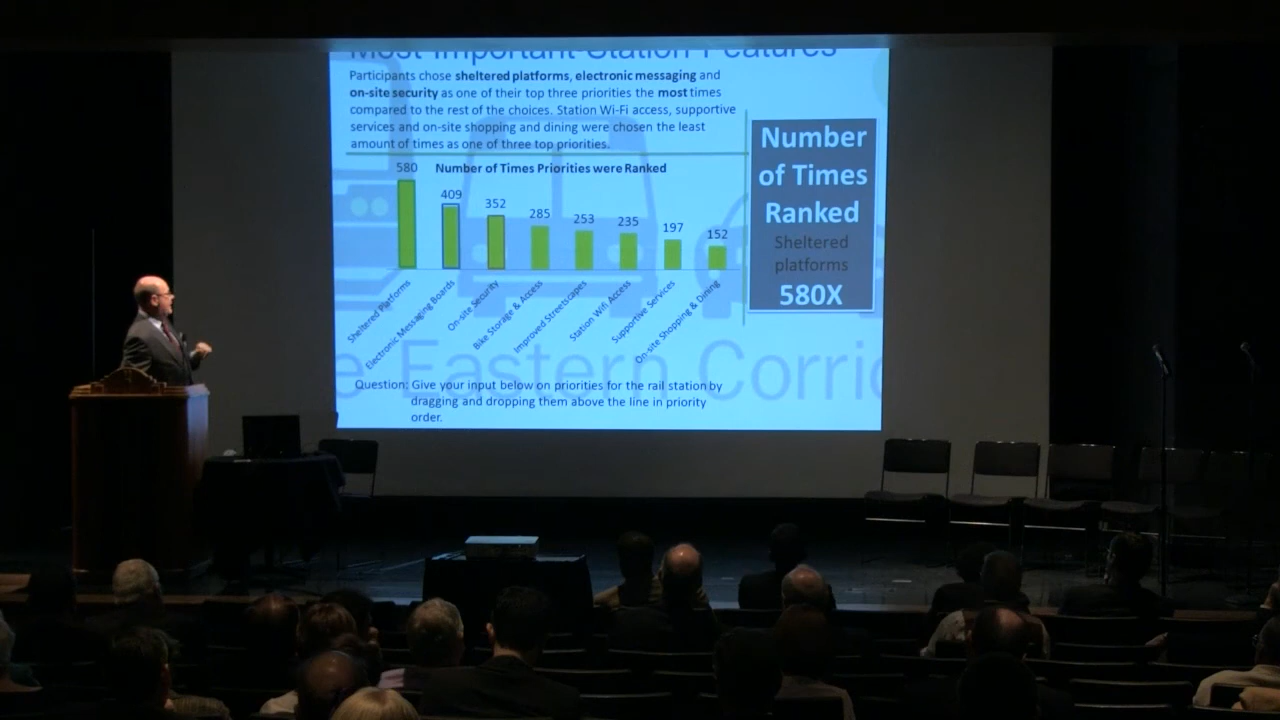 Most Important Station Features
Participants chose sheltered platforms, electronic messaging and
on-site security as one of their top three priorities the most times
compared to the rest of the choices. Station Wi-Fi access, supportive
services and on-site shopping and dining were chosen the least
amount of times as one of three top priorities.
Number of Times Priorities were Ranked
580
409
352
285
253
235
197
152
Sheltered Platforms
Electronic Messaging Boards
On-site Security
Bike Storage & Access
Improved Streetscapes
Station Wifi Access
Supportive Services
On-site Shopping & Dining
Number
of Times
Ranked
Sheltered
platforms
580X
e Eastern Corri
Question: Give your input below on priorities for the rail station by
dragging and dropping them above the line in priority
order.